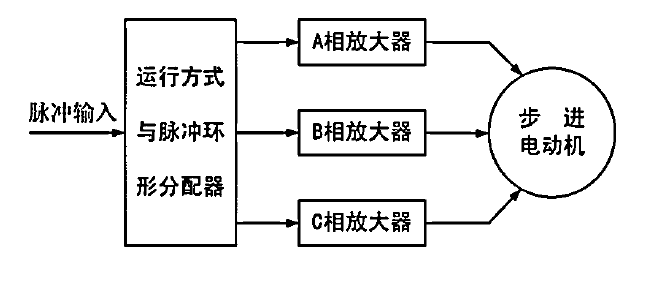 脉冲输入
运行方式
与脉冲环
形分配器
A相放大器
B相放大器
C相放大器
步 进
电动机